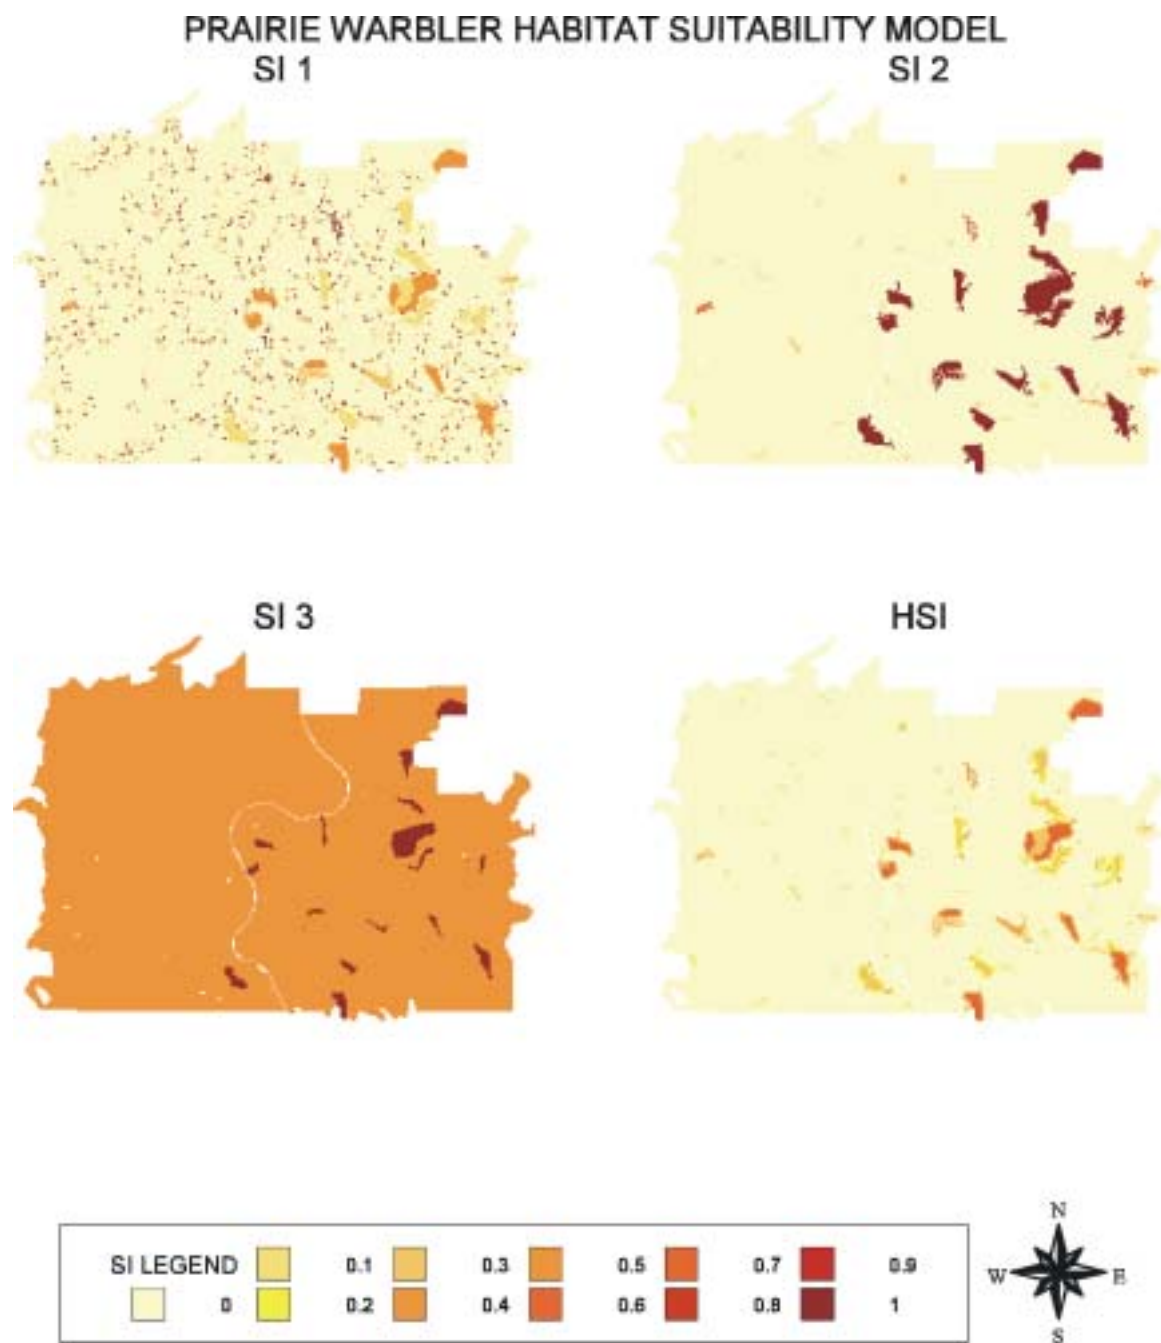 PRAIRIE WARBLER HABITAT SUITABILITY MODEL
SI 1
SI 2
SI 3
HSI
SI LEGEND 0.1 0.3 0.5 0.7 0.9
0 0.2 0.4 0.6 0.8 1
N
W E
S